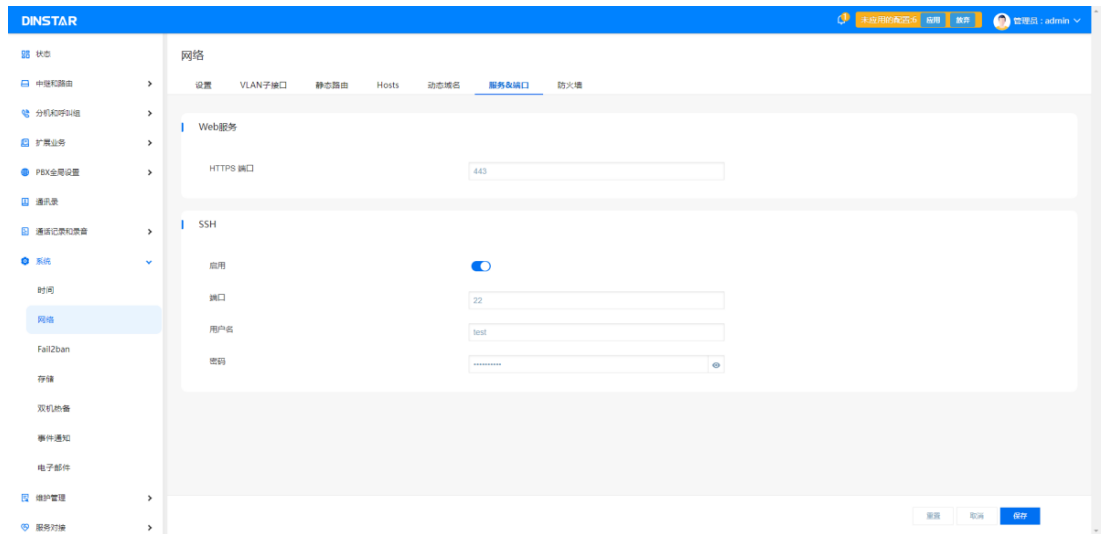 DINSTAR
未应用的配置:6 应用 放弃
管理员 : admin
状态
中继和路由
分机和呼叫组
扩展业务
PBX全局设置
通讯录
通话记录和录音
系统
时间
网络
Fail2ban
存储
双机热备
事件通知
电子邮件
维护管理
服务对接
网络
设置 VLAN子接口 静态路由 Hosts 动态域名 服务&端口 防火墙
Web服务
HTTPS 端口 443
SSH
启用
端口 22
用户名 test
密码 ••••••••••
重置 取消 保存